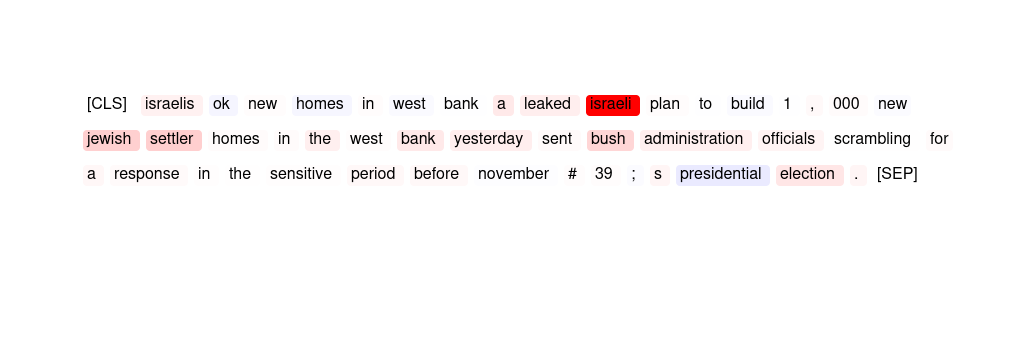 [CLS] israelis ok new homes in west bank a leaked israeli plan to build 1 , 000 new
jewish settler homes in the west bank yesterday sent bush administration officials scrambling for
a response in the sensitive period before november # 39 ; s presidential election . [SEP]